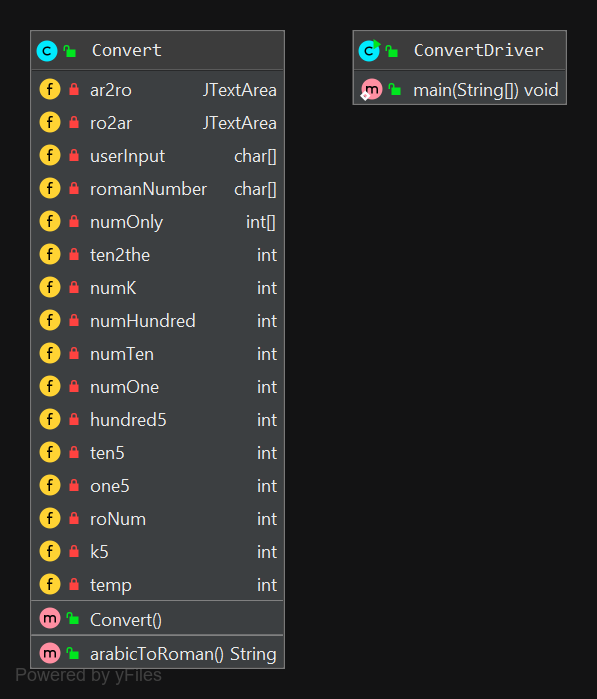 Convert
ar2ro JTextArea
ro2ar JTextArea
userInput char[]
romanNumber char[]
numOnly int[]
ten2the int
numK int
numHundred int
numTen int
numOne int
hundred5 int
ten5 int
one5 int
roNum int
k5 int
temp int
Convert()
arabicToRoman() String
ConvertDriver
main(String[]) void
Powered by yFiles